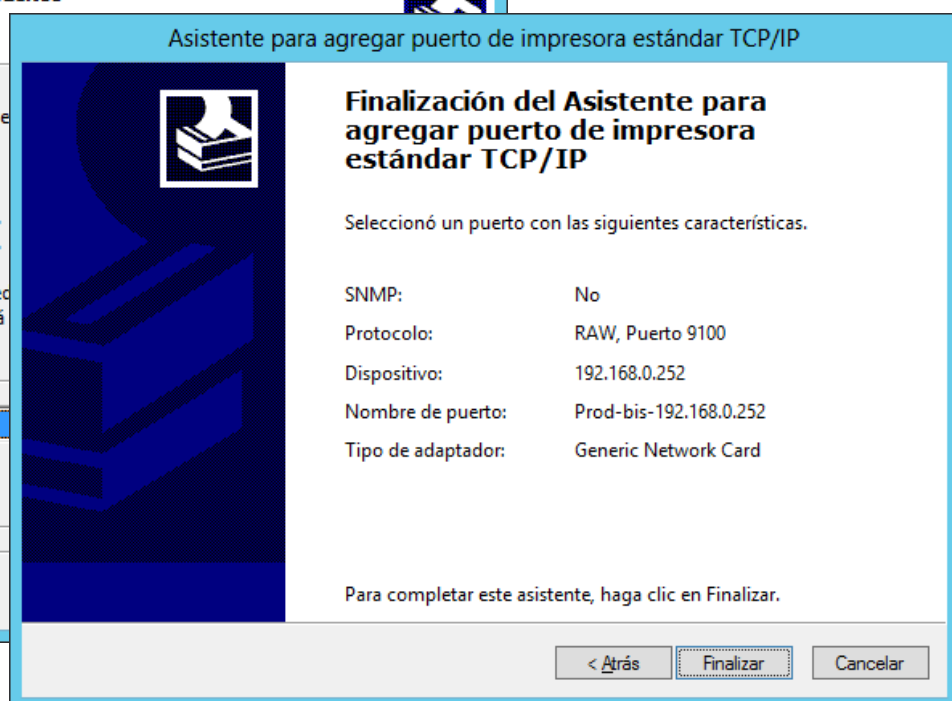 Asistente para agregar puerto de impresora estándar TCP/IP
Finalización del Asistente para
agregar puerto de impresora
estándar TCP/IP
Seleccionó un puerto con las siguientes características.
SNMP: No
Protocolo: RAW, Puerto 9100
Dispositivo: 192.168.0.252
Nombre de puerto: Prod-bis-192.168.0.252
Tipo de adaptador: Generic Network Card
Para completar este asistente, haga clic en Finalizar.
< Atrás Finalizar Cancelar